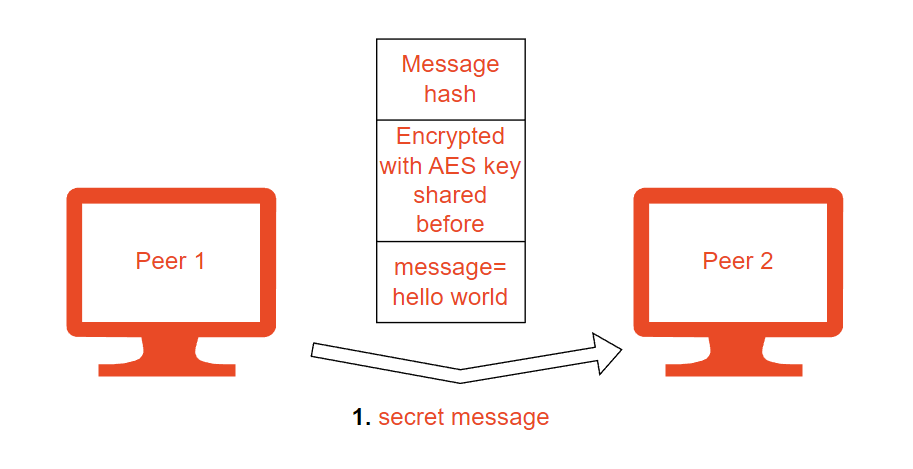 Message
hash
Encrypted
with AES key
shared
before
message=
hello world
Peer 1
Peer 2
1. secret message